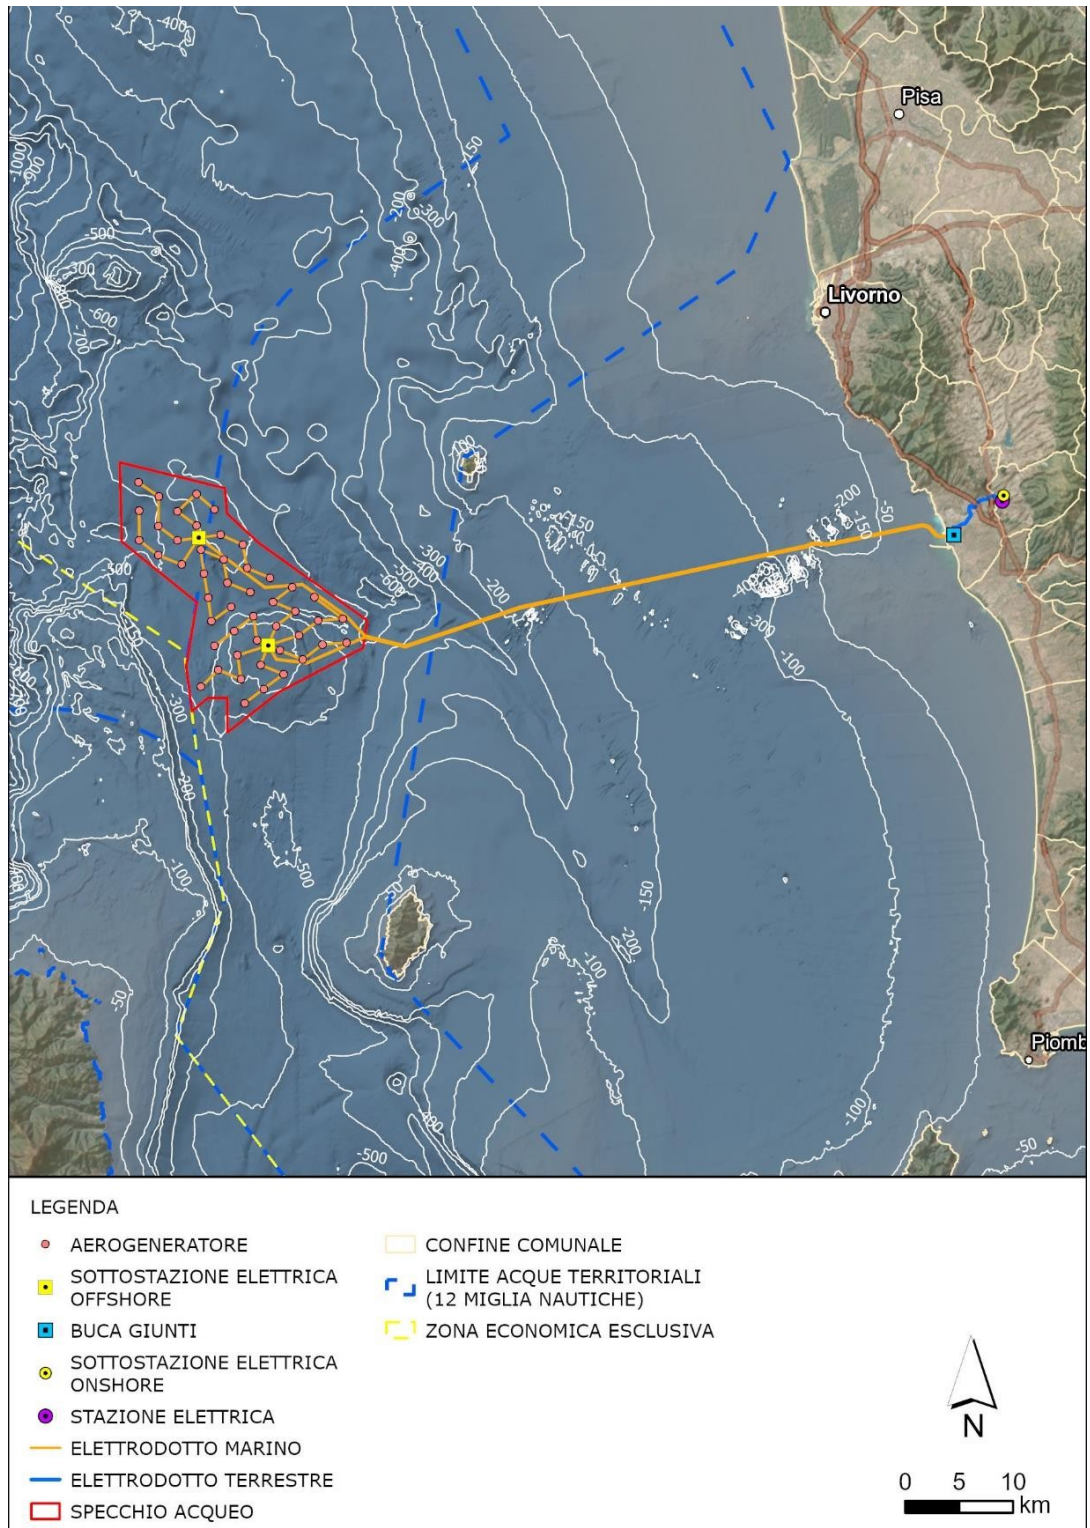 -400
-150
Pisa
-1000
-900
-200
-300
-500
-400
-300
-600
Livorno
-700
-200
-150
-50
-150
-300
-500
-400
-600
-500
-200
-300
-100
-300
-200
-100
-500
-150
-50
-200
-100
-50
Piomb
-100
-400
-50
-500
LEGENDA
AEROGENERATORE
SOTTOSTAZIONE ELETTRICA
OFFSHORE
BUCA GIUNTI
SOTTOSTAZIONE ELETTRICA
ONSHORE
STAZIONE ELETTRICA
ELETTRODOTTO MARINO
ELETTRODOTTO TERRESTRE
SPECCHIO ACQUEO
CONFINE COMUNALE
LIMITE ACQUE TERRITORIALI
(12 MIGLIA NAUTICHE)
ZONA ECONOMICA ESCLUSIVA
N
0 5 10
km